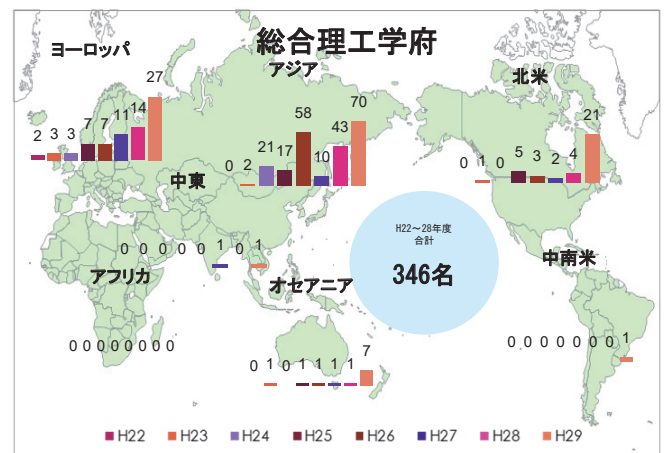 総合理工学府
ヨーロッパ
2 3 3 7 7 11 14 27
アジア
0 2 21 17 58 10 43 70
北米
0 1 0 5 3 2 4 21
中東
0 0 0 0 0 1 0 1
H22～28年度
合計
346名
アフリカ
0 0 0 0 0 0 0 0
オセアニア
0 1 0 1 1 1 1 7
中南米
0 0 0 0 0 0 0 1
H22 H23 H24 H25 H26 H27 H28 H29